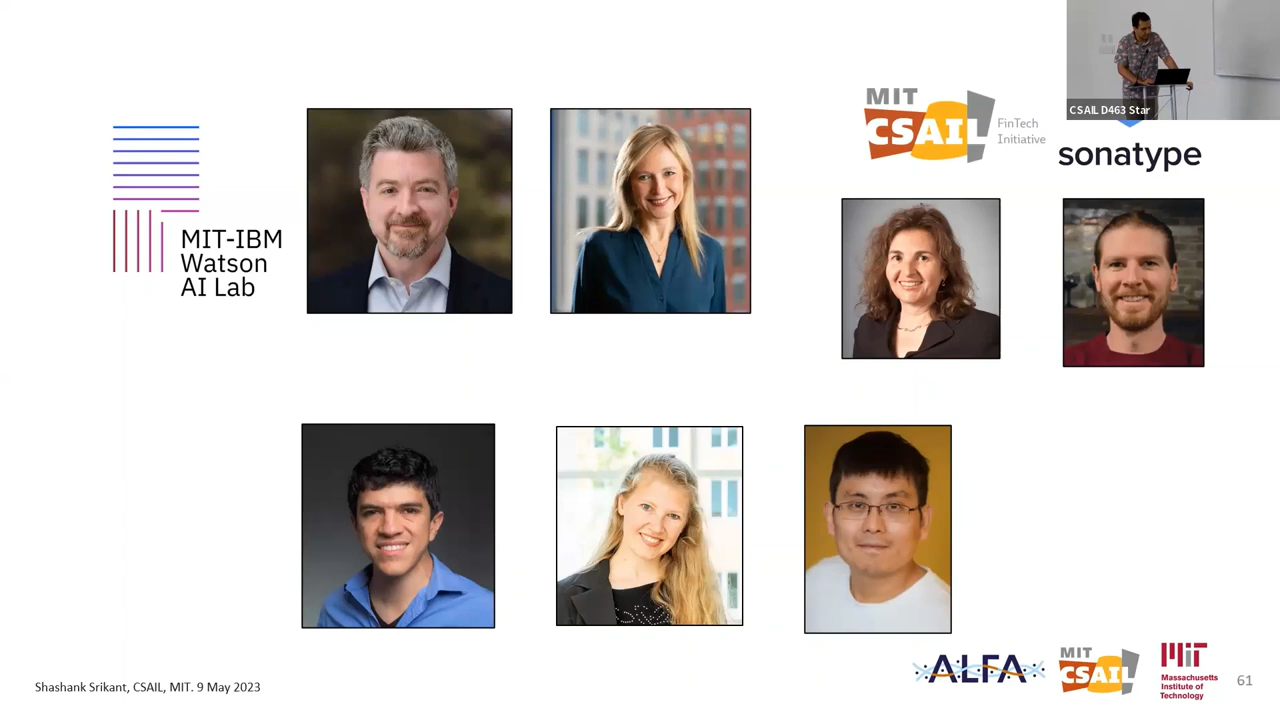 MIT
CSAIL
FinTech
Initiative
CSAIL D463 Star
sonatype
MIT-IBM
Watson
AI Lab
Shashank Srikant, CSAIL, MIT. 9 May 2023
ALFA
MIT
CSAIL
MIT
Massachusetts
Institute of
Technology
61